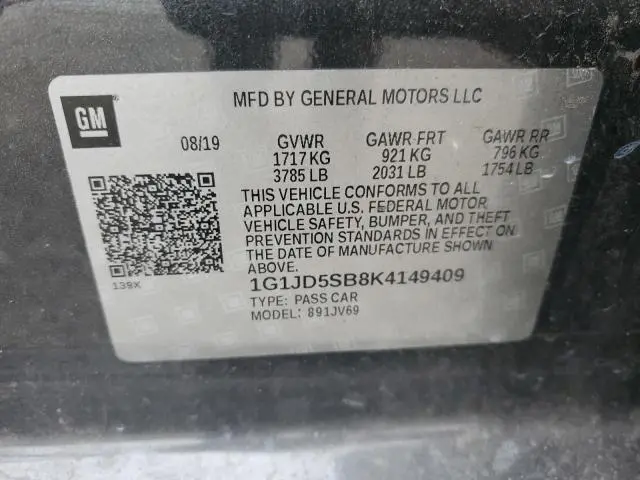 GM
MFD BY GENERAL MOTORS LLC
08/19 GVWR GAWR FRT GAWR RR
1717 KG 921 KG 796 KG
3785 LB 2031 LB 1754 LB
THIS VEHICLE CONFORMS TO ALL
APPLICABLE U.S. FEDERAL MOTOR
VEHICLE SAFETY, BUMPER, AND THEFT
PREVENTION STANDARDS IN EFFECT ON
THE DATE OF MANUFACTURE SHOWN
ABOVE.
139X
1G1JD5SB8K4149409
TYPE: PASS CAR
MODEL: 891JV69